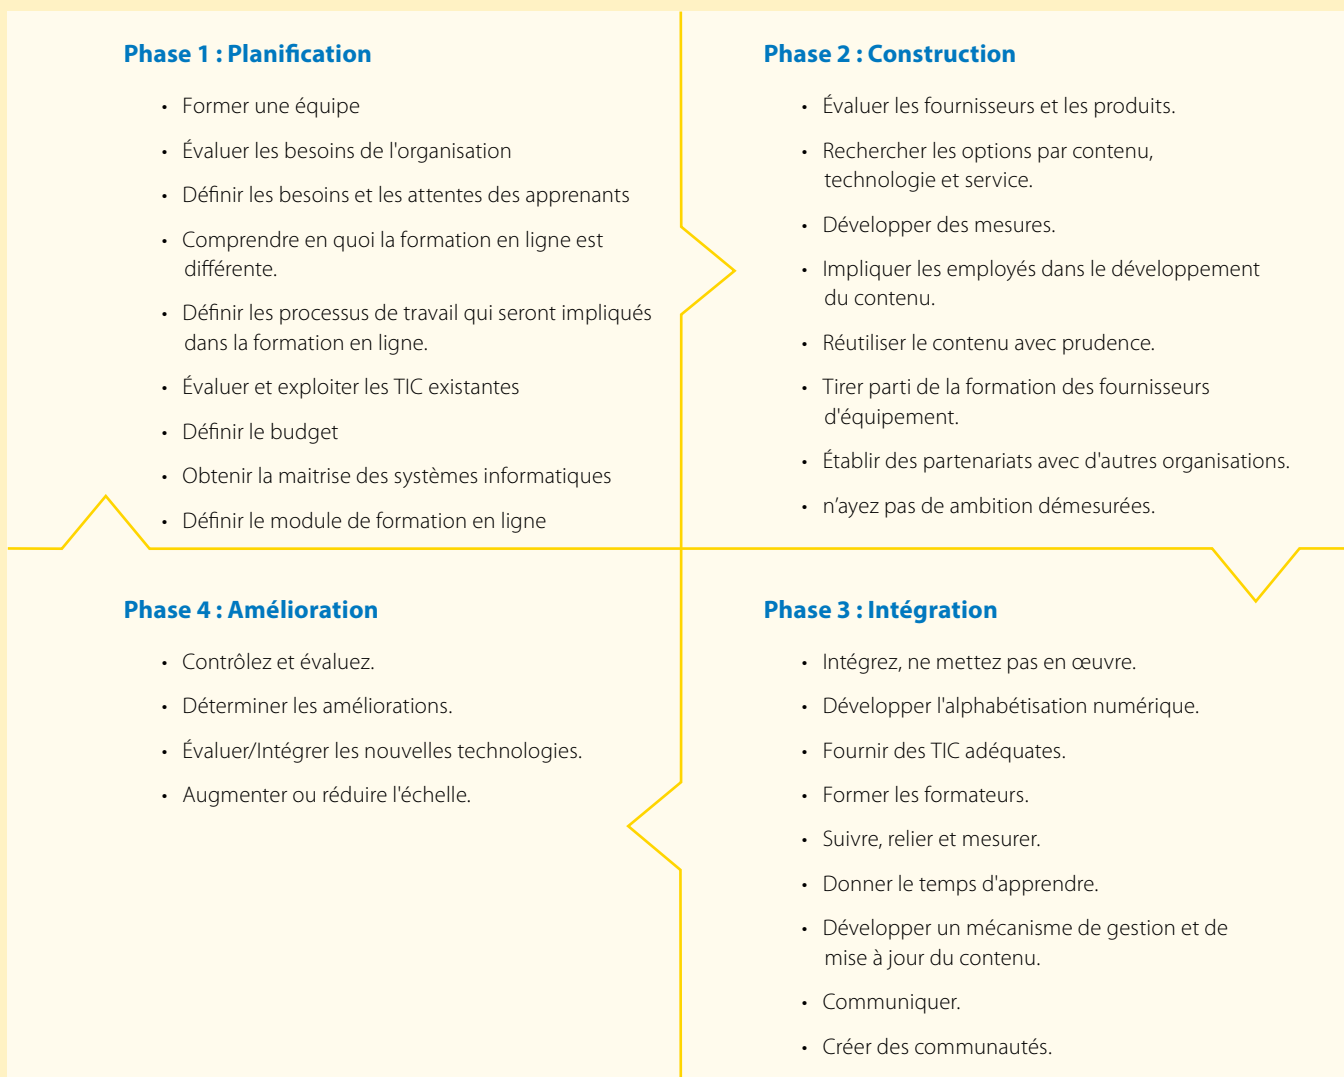 Phase 1 : Planification
• Former une équipe
• Évaluer les besoins de l'organisation
• Définir les besoins et les attentes des apprenants
• Comprendre en quoi la formation en ligne est
différente.
• Définir les processus de travail qui seront impliqués
dans la formation en ligne.
• Évaluer et exploiter les TIC existantes
• Définir le budget
• Obtenir la maitrise des systèmes informatiques
• Définir le module de formation en ligne
Phase 2 : Construction
• Évaluer les fournisseurs et les produits.
• Rechercher les options par contenu,
technologie et service.
• Développer des mesures.
• Impliquer les employés dans le développement
du contenu.
• Réutiliser le contenu avec prudence.
• Tirer parti de la formation des fournisseurs
d'équipement.
• Établir des partenariats avec d'autres organisations.
• n’ayez pas de ambition démesurées.
Phase 3 : Intégration
• Intégrez, ne mettez pas en œuvre.
• Développer l'alphabétisation numérique.
• Fournir des TIC adéquates.
• Former les formateurs.
• Suivre, relier et mesurer.
• Donner le temps d'apprendre.
• Développer un mécanisme de gestion et de
mise à jour du contenu.
• Communiquer.
• Créer des communautés.
Phase 4 : Amélioration
• Contrôlez et évaluez.
• Déterminer les améliorations.
• Évaluer/Intégrer les nouvelles technologies.
• Augmenter ou réduire l'échelle.